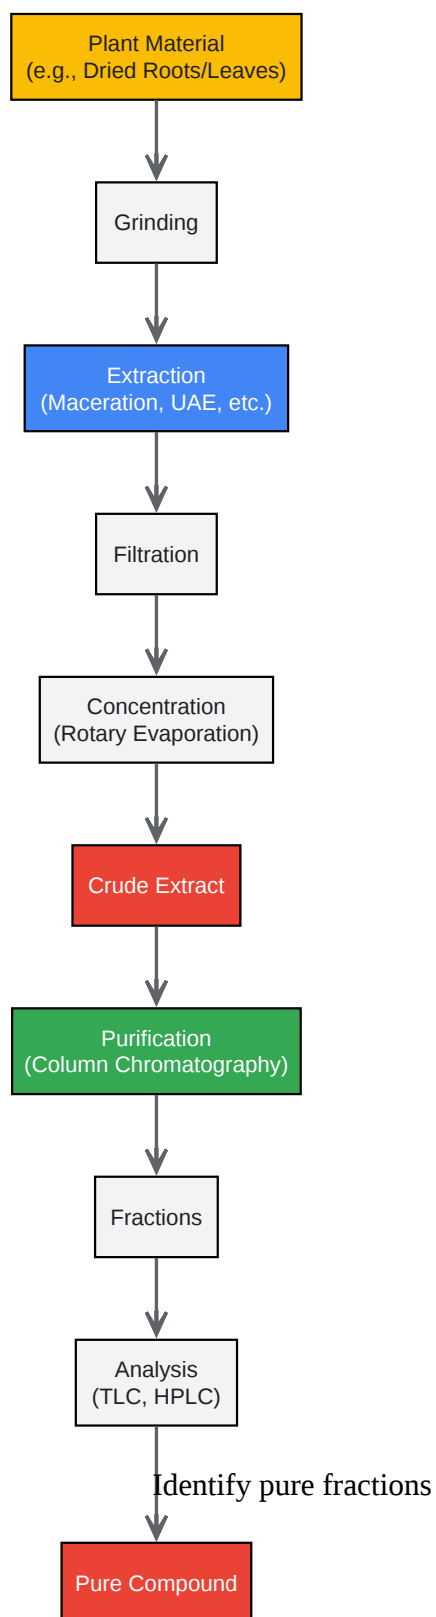 Plant Material
(e.g., Dried Roots/Leaves)
Grinding
Extraction
(Maceration, UAE, etc.)
Filtration
Concentration
(Rotary Evaporation)
Crude Extract
Purification
(Column Chromatography)
Fractions
Analysis
(TLC, HPLC)
Identify pure fractions
Pure Compound